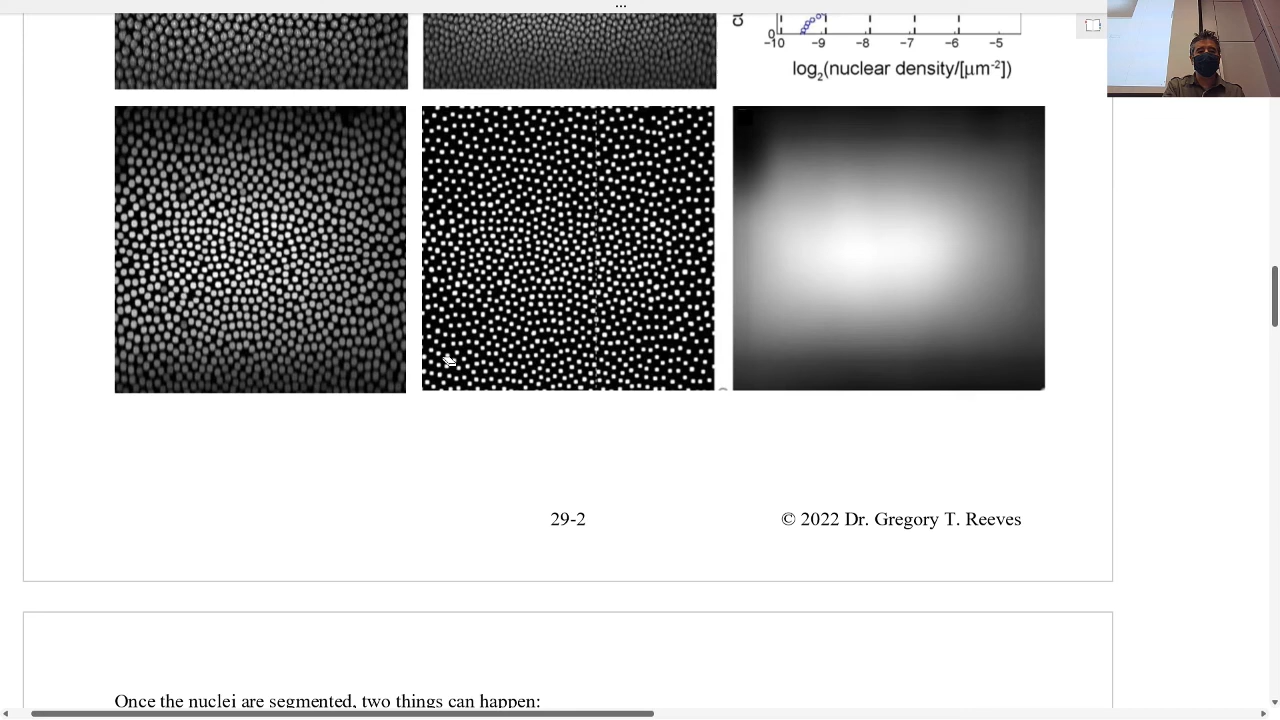 ...
0
-10 -9 -8 -7 -6 -5
log2(nuclear density/[μm-2])
29-2
© 2022 Dr. Gregory T. Reeves
Once the nuclei are segmented, two things can happen: